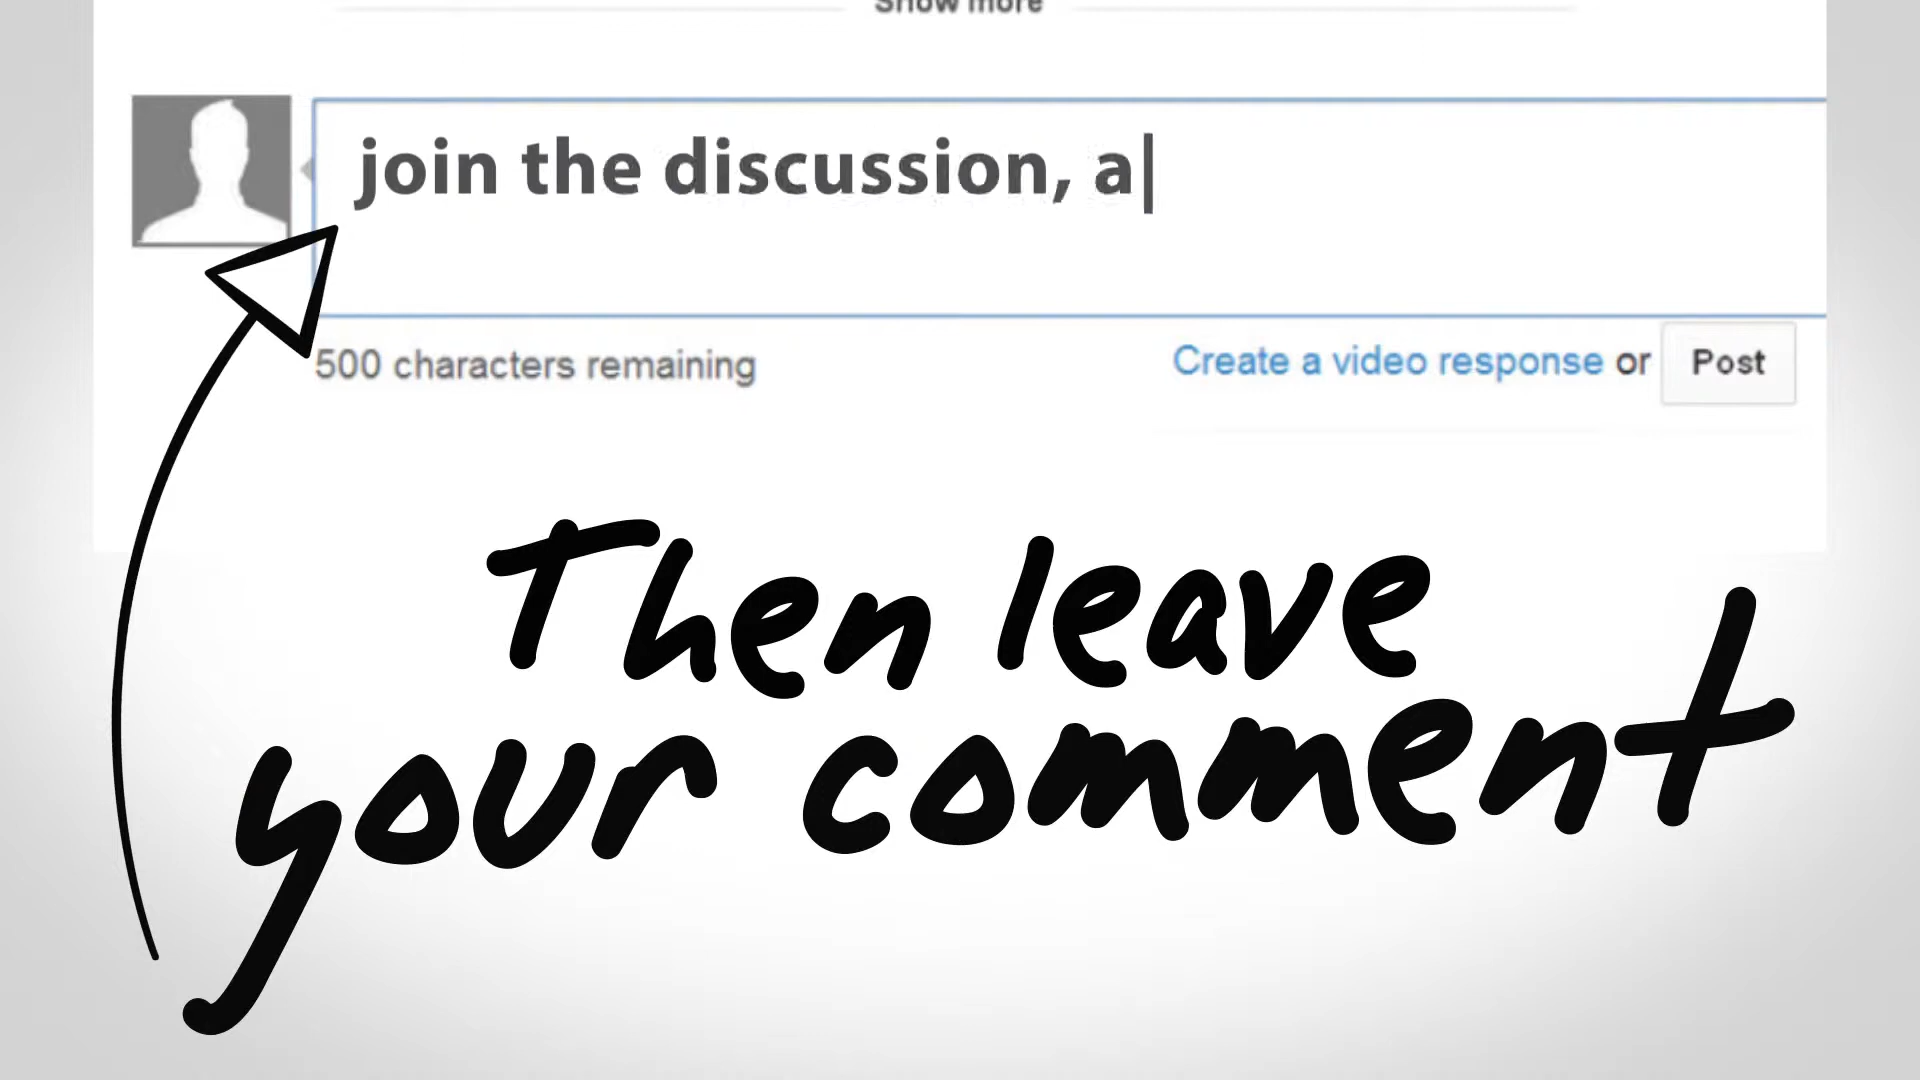 Show more
join the discussion, a
500 characters remaining
Create a video response or Post
Then leave
your comment